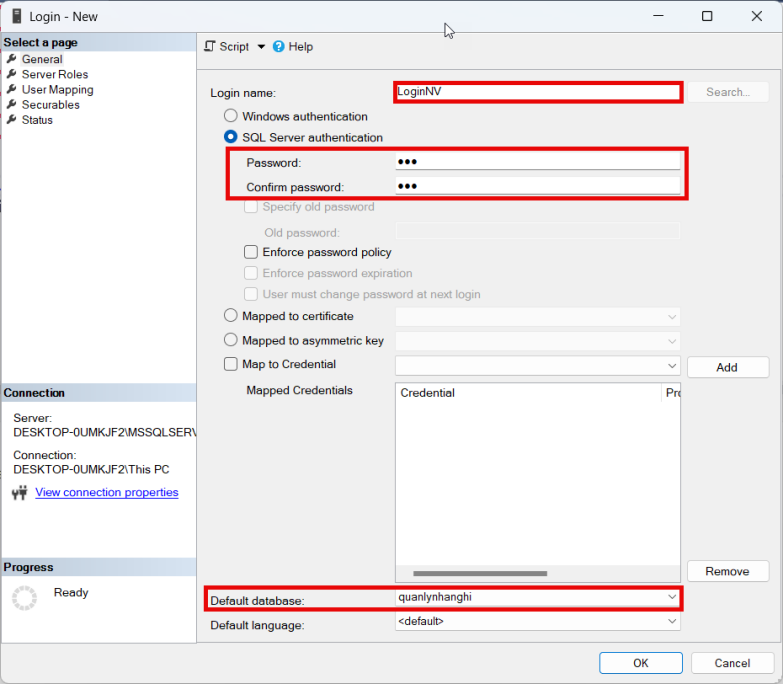 Login - New
Select a page
General
Server Roles
User Mapping
Securables
Status
Script
Help
Login name:
LoginNV
Search...
Windows authentication
SQL Server authentication
Password:
●●●
Confirm password:
●●●
Specify old password
Old password:
Enforce password policy
Enforce password expiration
User must change password at next login
Mapped to certificate
Mapped to asymmetric key
Map to Credential
Add
Mapped Credentials
Credential
Pro
Remove
Default database:
quanlynhanghi
Default language:
<default>
Connection
Server:
DESKTOP-0UMKJF2\MSSQLSERV
Connection:
DESKTOP-0UMKJF2\This PC
View connection properties
Progress
Ready
OK
Cancel